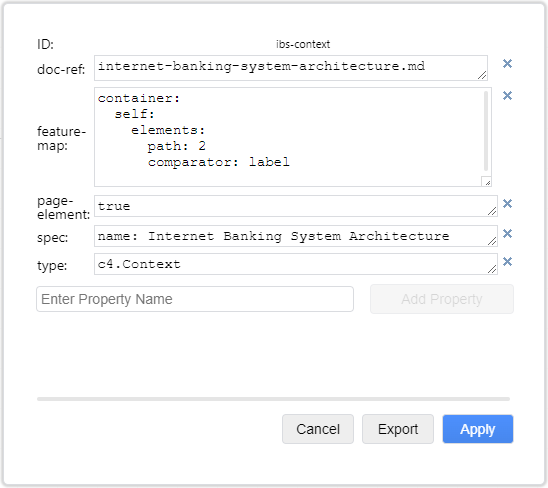 ID: ibs-context
doc-ref: internet-banking-system-architecture.md
feature-map: container:
  self:
    elements:
      path: 2
      comparator: label
page-element: true
spec: name: Internet Banking System Architecture
type: c4.Context
Enter Property Name Add Property
Cancel Export Apply